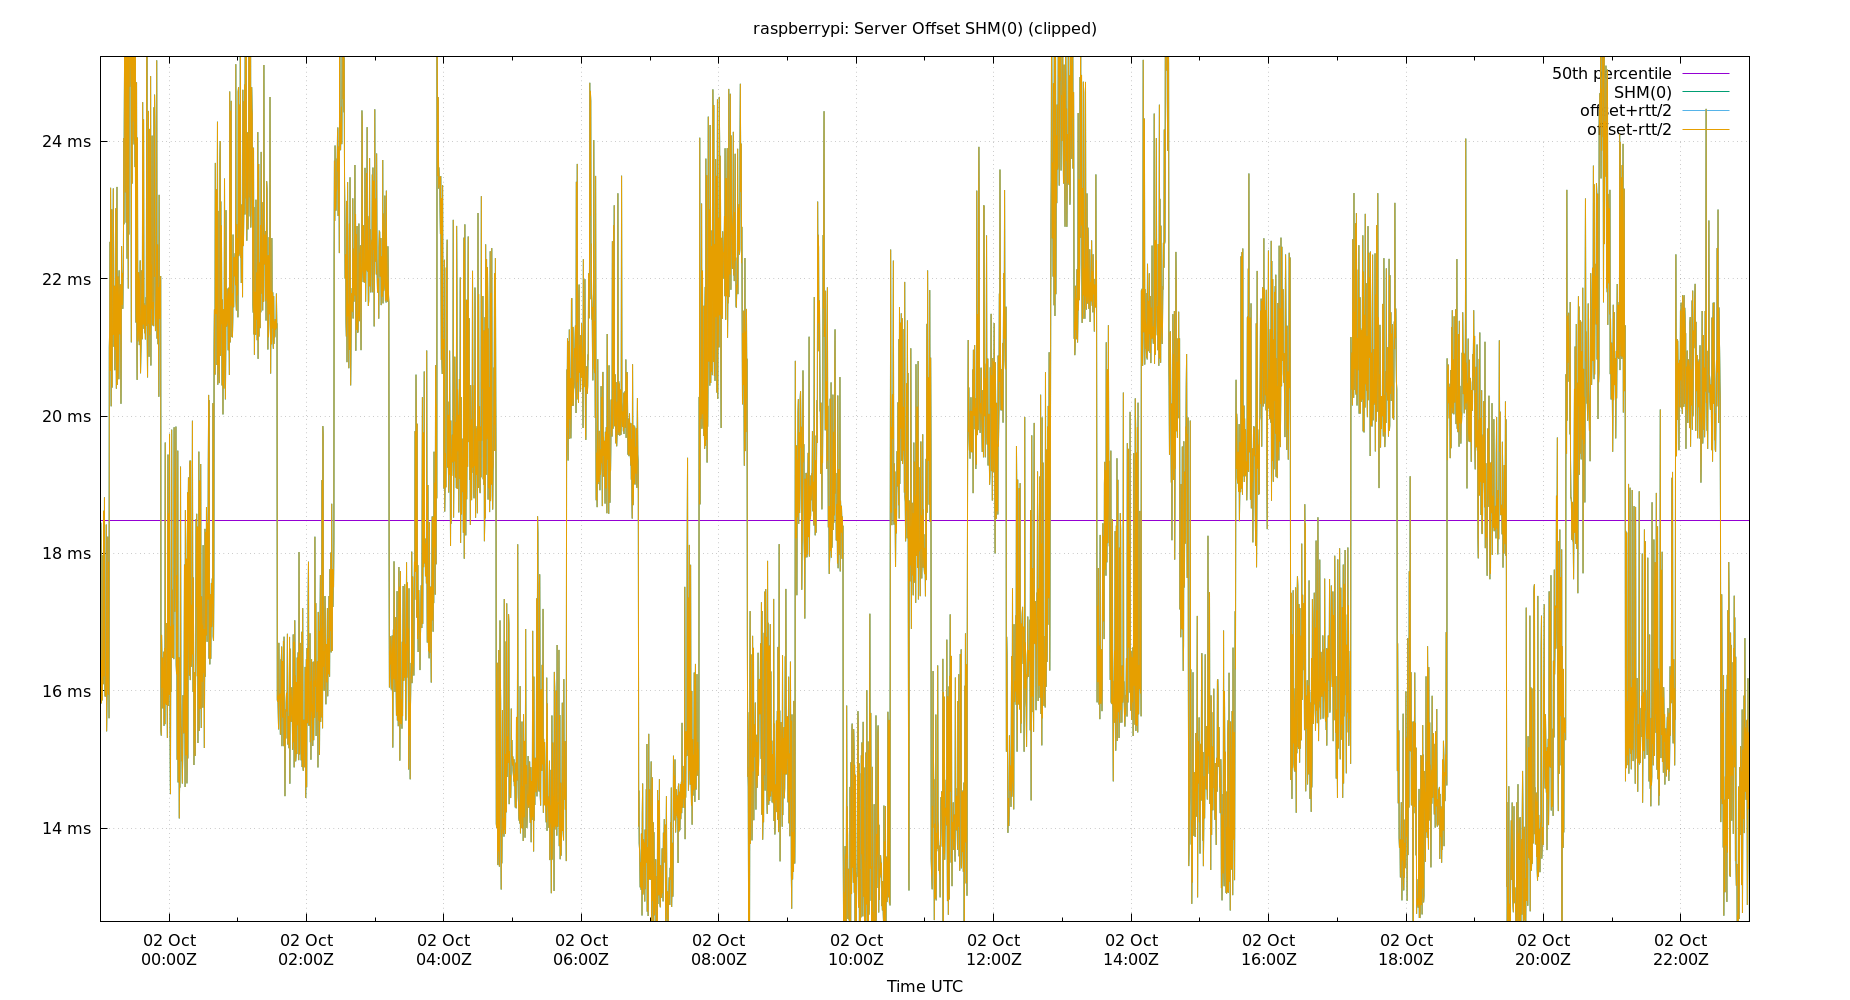 raspberrypi: Server Offset SHM(0) (clipped)
50th percentile
SHM(0)
offset+rtt/2
offset-rtt/2
24 ms
22 ms
20 ms
18 ms
16 ms
14 ms
02 Oct 02 Oct 02 Oct 02 Oct 02 Oct 02 Oct 02 Oct 02 Oct 02 Oct 02 Oct 02 Oct 02 Oct
00:00Z 02:00Z 04:00Z 06:00Z 08:00Z 10:00Z 12:00Z 14:00Z 16:00Z 18:00Z 20:00Z 22:00Z
Time UTC